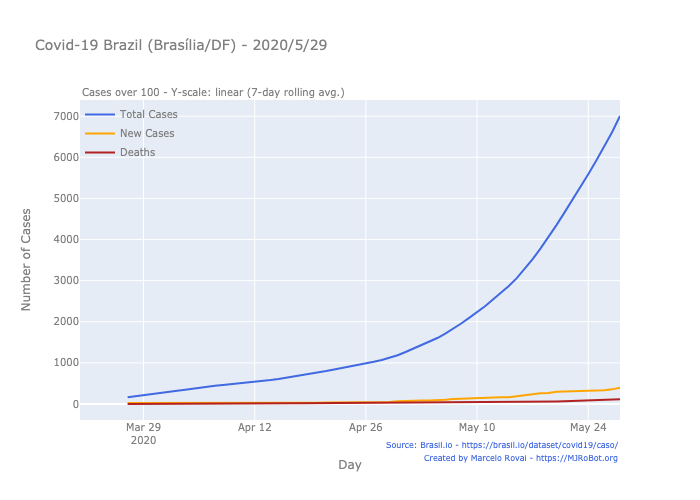 Covid-19 Brazil (Brasília/DF) - 2020/5/29
Cases over 100 - Y-scale: linear (7-day rolling avg.)
Total Cases
New Cases
Deaths
7000
6000
5000
4000
3000
2000
1000
0
Number of Cases
Mar 29
2020
Apr 12
Apr 26
May 10
May 24
Day
Source: Brasil.io - https://brasil.io/dataset/covid19/caso/
Created by Marcelo Rovai - https://MJRoBot.org